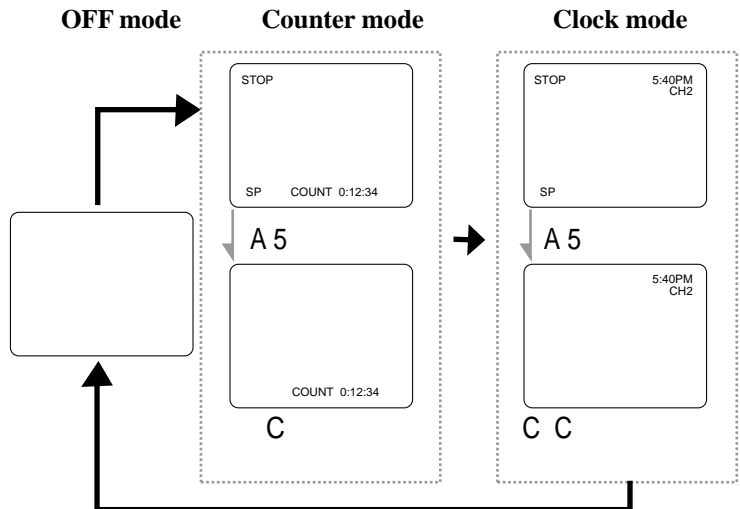 OFF mode
Counter mode
Clock mode
STOP
SP COUNT 0:12:34
A 5
COUNT 0:12:34
C
STOP 5:40PM
CH2
SP
A 5
5:40PM
CH2
C C